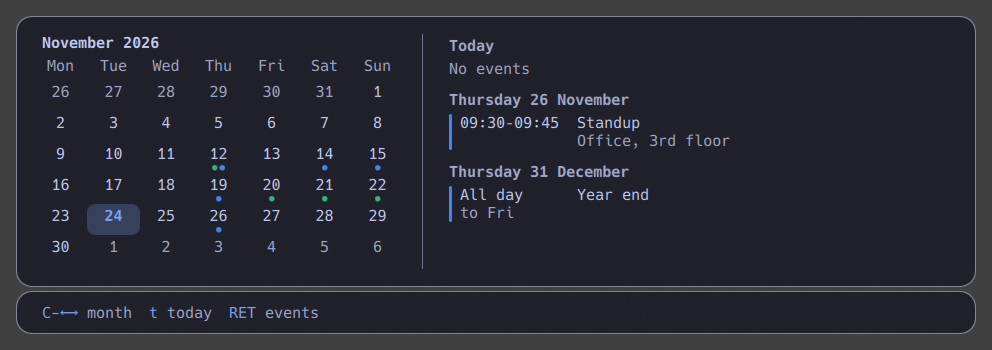 November 2026
Mon Tue Wed Thu Fri Sat Sun
26 27 28 29 30 31 1
2 3 4 5 6 7 8
9 10 11 12 13 14 15
16 17 18 19 20 21 22
23 24 25 26 27 28 29
30 1 2 3 4 5 6
Today
No events
Thursday 26 November
09:30-09:45 Standup
Office, 3rd floor
Thursday 31 December
All day Year end
to Fri
C-←→ month t today RET events